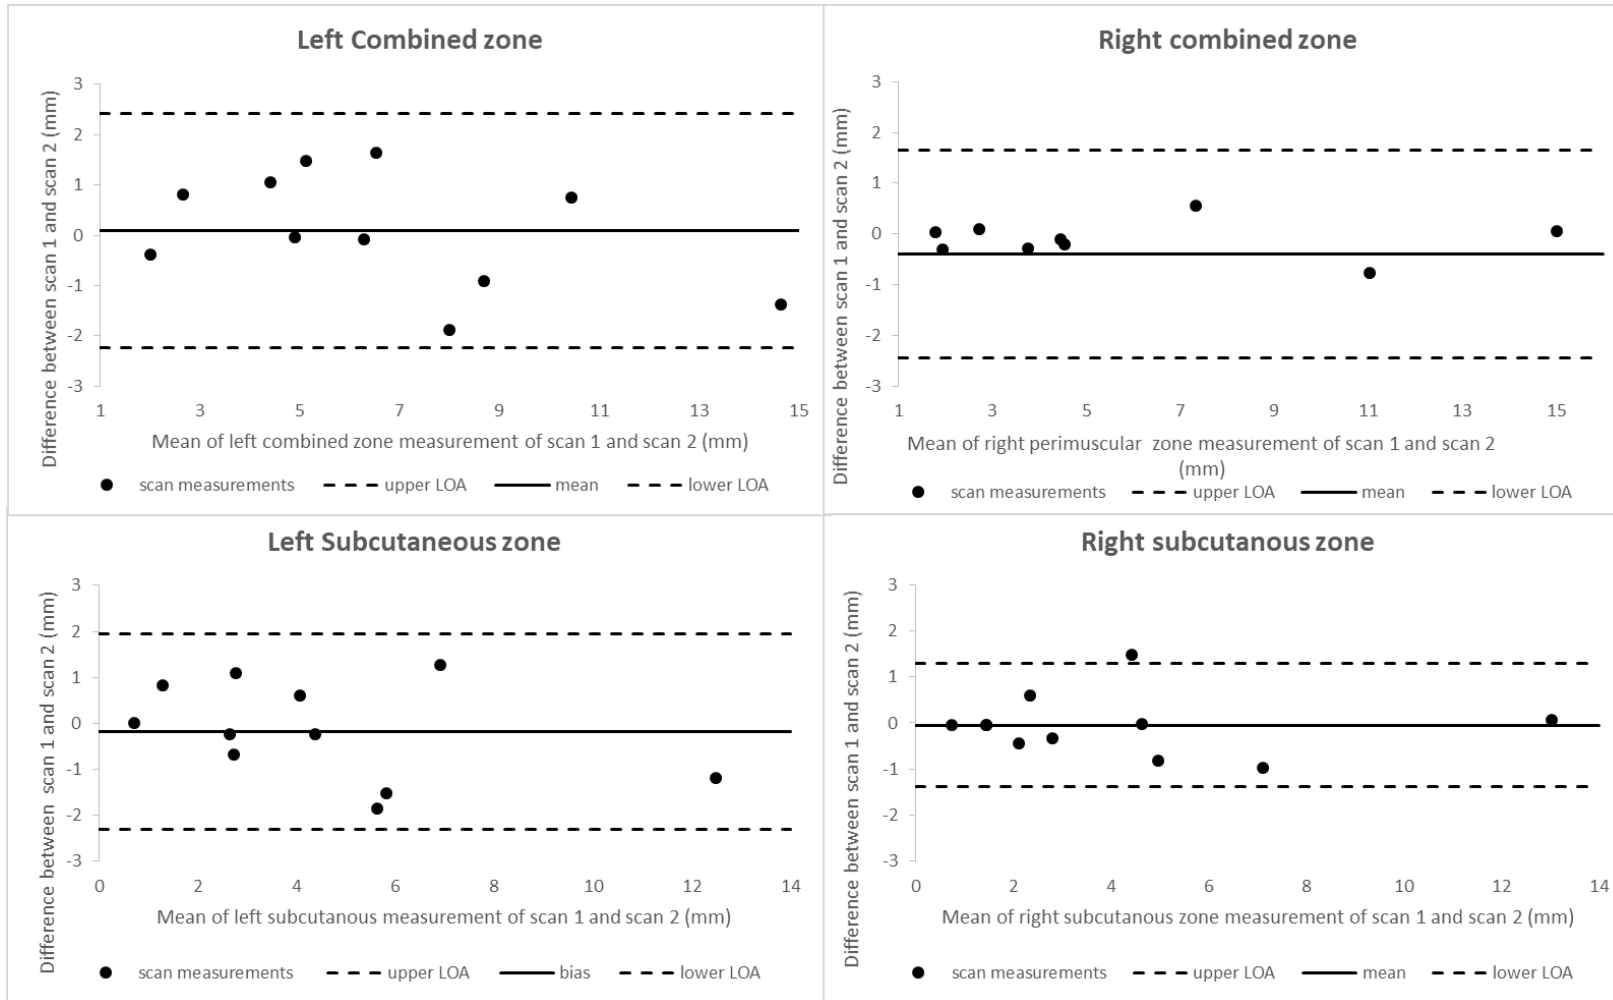 Left Combined zone
Difference between scan 1 and scan 2 (mm)
3
2
1
0
-1
-2
-3
1 3 5 7 9 11 13 15
Mean of left combined zone measurement of scan 1 and scan 2 (mm)
scan measurements upper LOA mean lower LOA
Right combined zone
Difference between scan 1 and scan 2 (mm)
3
2
1
0
-1
-2
-3
1 3 5 7 9 11 13 15
Mean of right perimuscular zone measurement of scan 1 and scan 2
(mm)
scan measurements upper LOA mean lower LOA
Left Subcutaneous zone
Difference between scan 1 and scan 2 (mm)
3
2
1
0
-1
-2
-3
0 2 4 6 8 10 12 14
Mean of left subcutanous measurement of scan 1 and scan 2 (mm)
scan measurements upper LOA bias lower LOA
Right subcutanous zone
Difference between scan 1 and scan 2 (mm)
3
2
1
0
-1
-2
-3
0 2 4 6 8 10 12 14
Mean of right subcutanous zone measurement of scan 1 and scan 2 (mm)
scan measurements upper LOA mean lower LOA